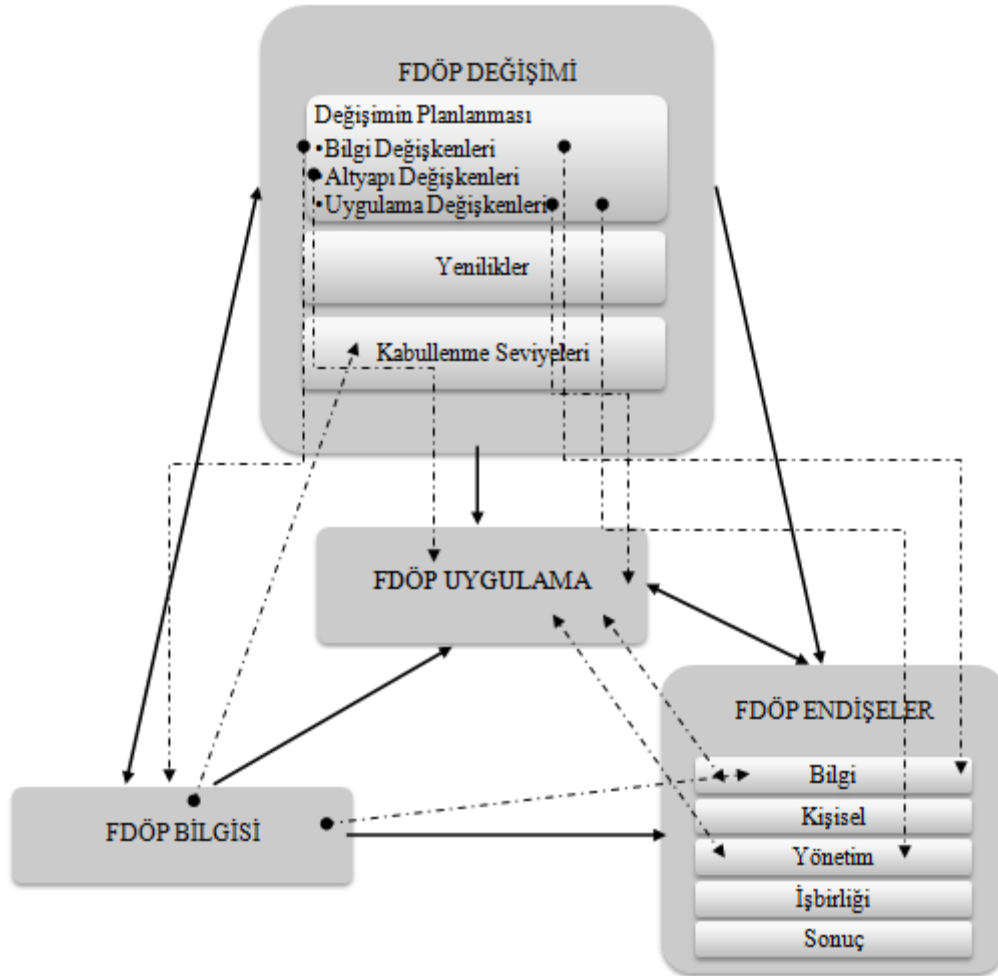 FDÖP DEĞİŞİMİ
Değişimin Planlanması
•Bilgi Değişkenleri
•Altyapı Değişkenleri
•Uygulama Değişkenleri
Yenilikler
Kabullenme Seviyeleri
FDÖP UYGULAMA
FDÖP ENDİŞELER
Bilgi
Kişisel
Yönetim
İşbirliği
Sonuç
FDÖP BİLGİSİ